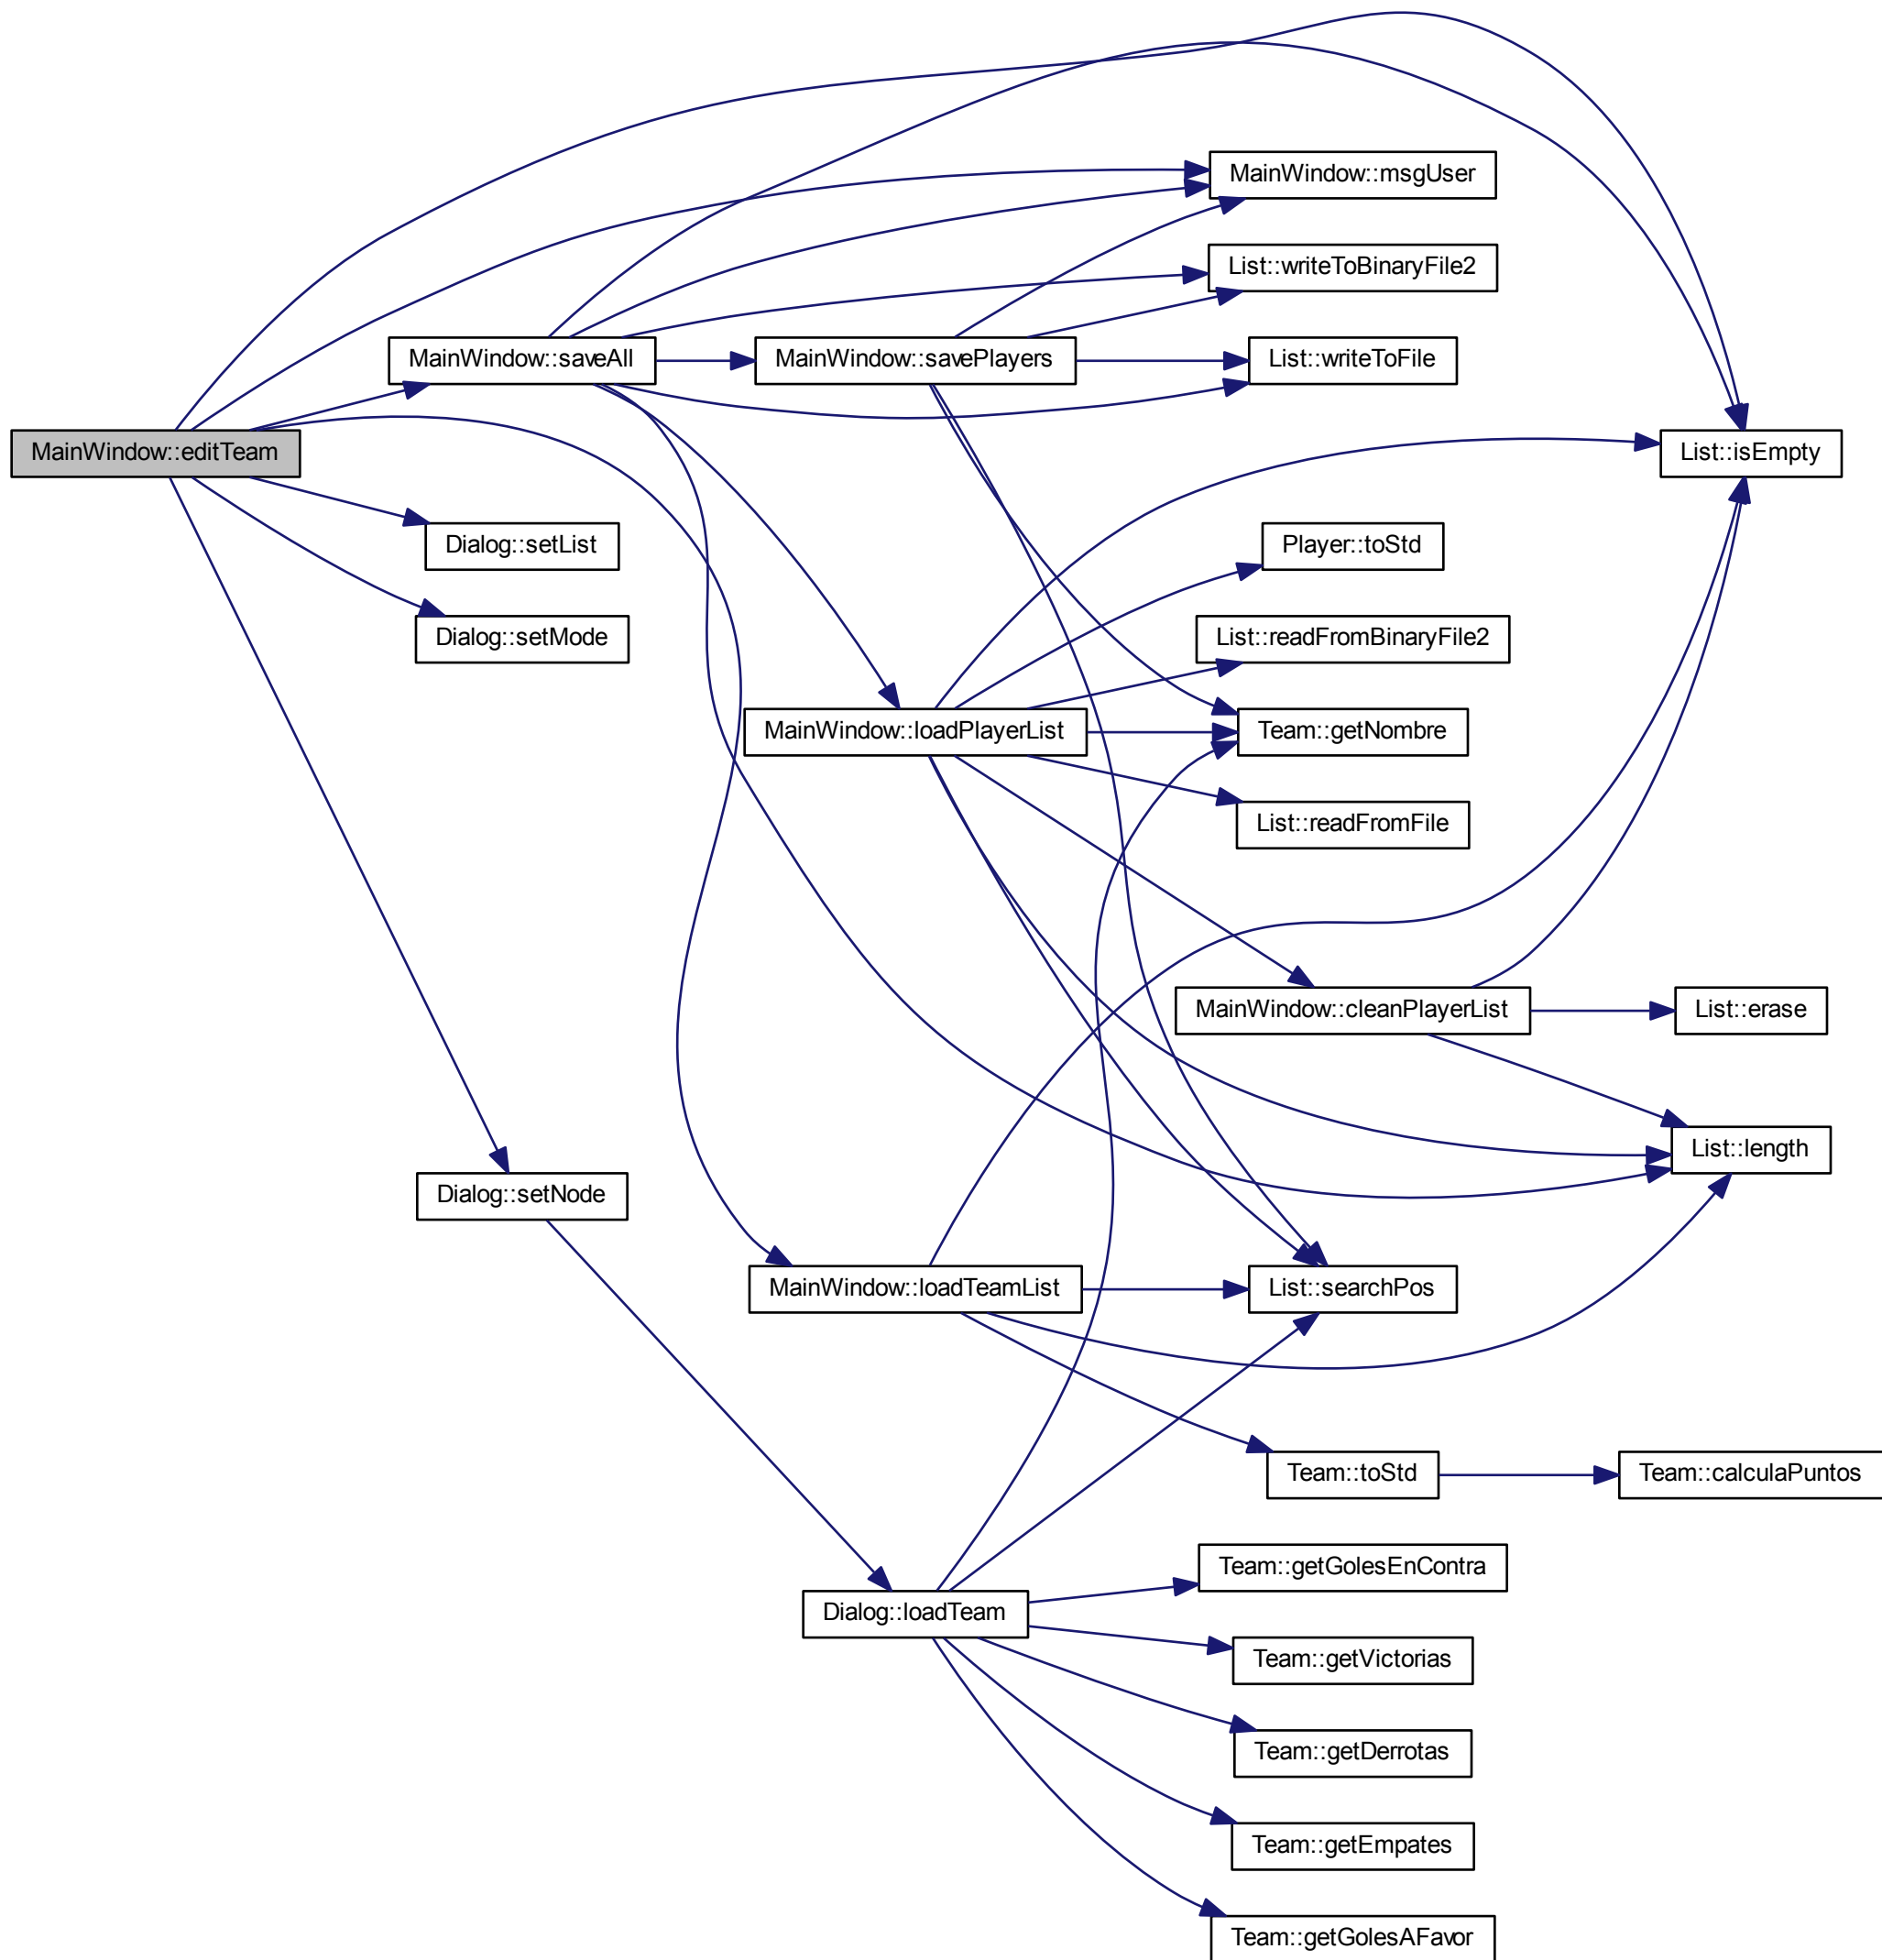 MainWindow::msgUser
List::writeToBinaryFile2
MainWindow::saveAll
MainWindow::savePlayers
List::writeToFile
MainWindow::editTeam
List::isEmpty
Dialog::setList
Player::toStd
Dialog::setMode
List::readFromBinaryFile2
MainWindow::loadPlayerList
Team::getNombre
List::readFromFile
MainWindow::cleanPlayerList
List::erase
List::length
Dialog::setNode
MainWindow::loadTeamList
List::searchPos
Team::toStd
Team::calculaPuntos
Team::getGolesEnContra
Dialog::loadTeam
Team::getVictorias
Team::getDerrotas
Team::getEmpates
Team::getGolesAFavor